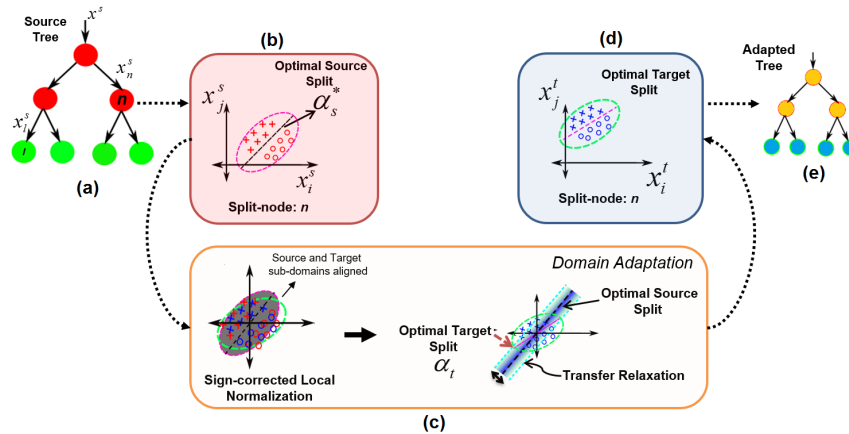 Source
Tree
x^s
x_n^s
n
x_l^s
l
(a)
(b)
Optimal Source
Split
α_s^*
x_j^s
x_i^s
Split-node: n
(d)
Optimal Target
Split
x_j^t
x_i^t
Split-node: n
Adapted
Tree
(e)
Source and Target
sub-domains aligned
Sign-corrected Local
Normalization
Domain Adaptation
Optimal Source
Split
Optimal Target
Split
α_t
Transfer Relaxation
(c)